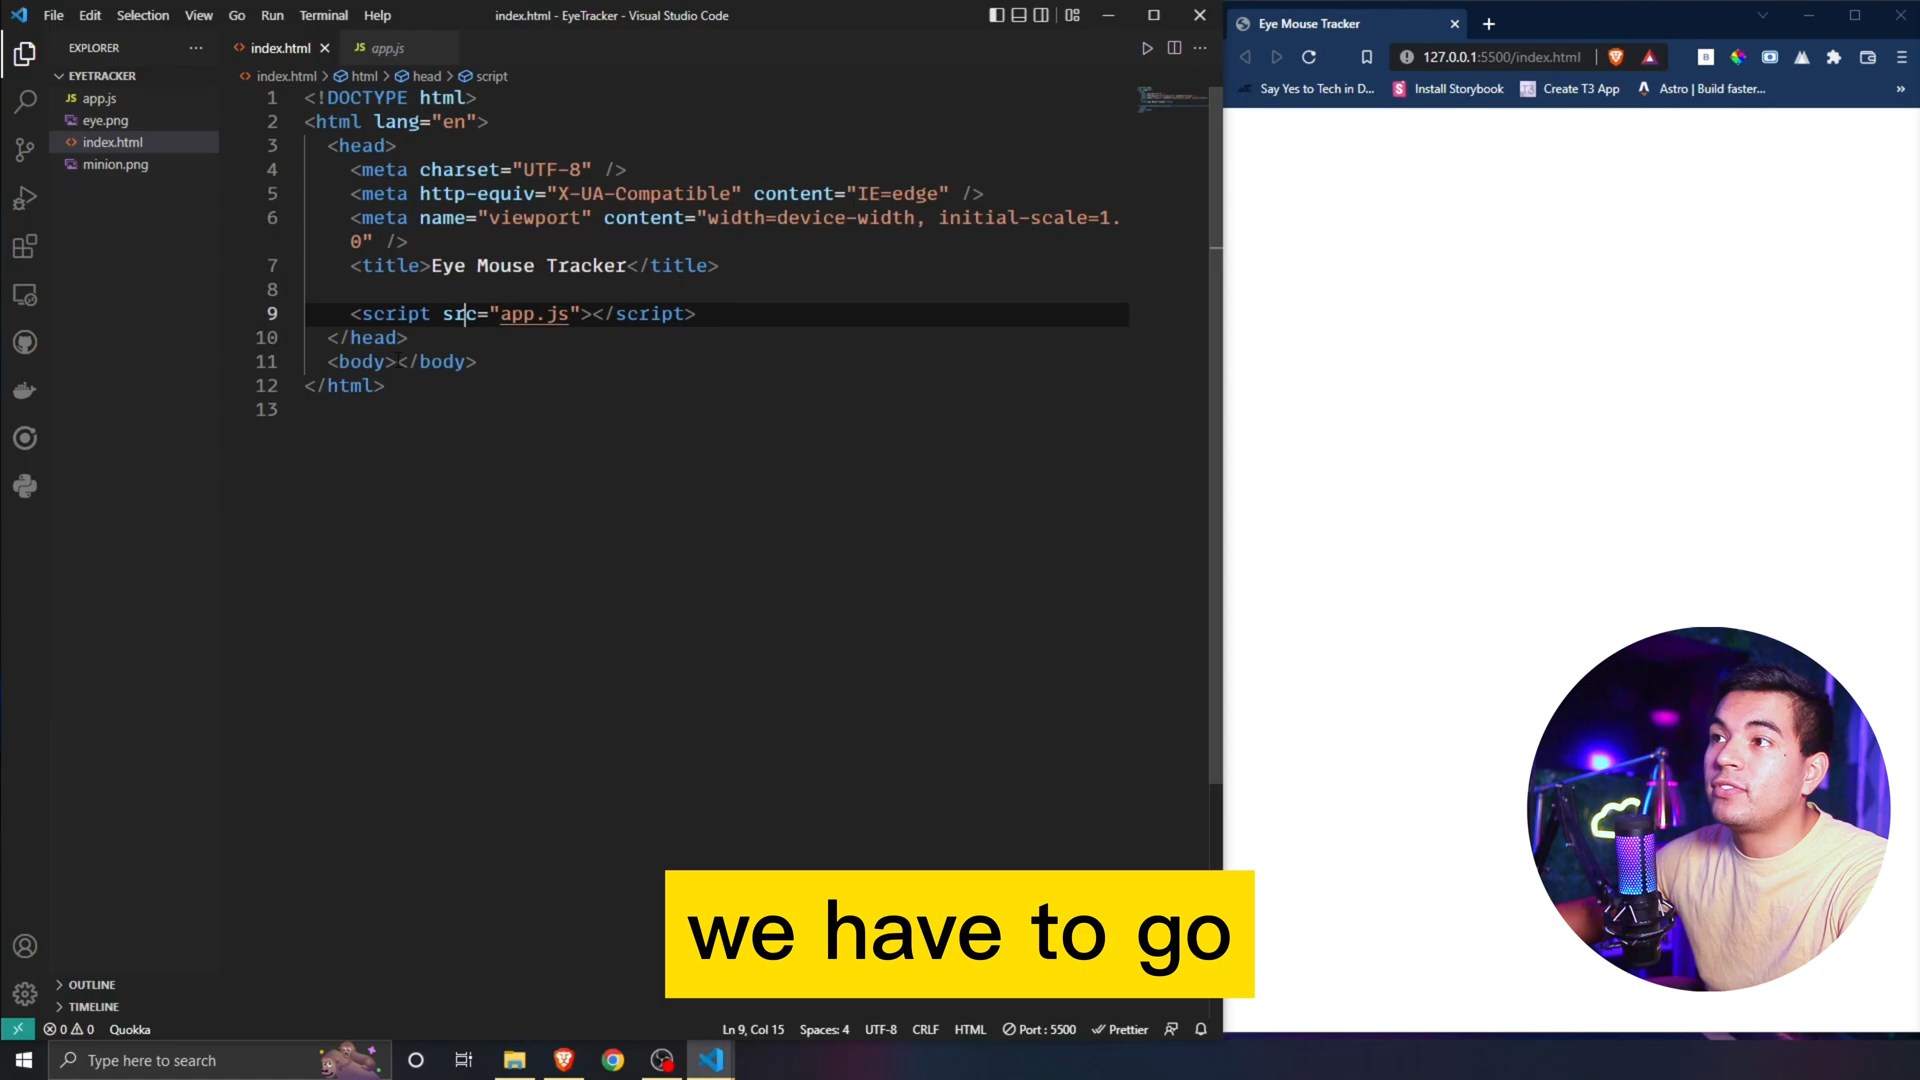 File Edit Selection View Go Run Terminal Help
index.html - EyeTracker - Visual Studio Code
EXPLORER
EYETRACKER
app.js
eye.png
index.html
minion.png
OUTLINE
TIMELINE
index.html
JS app.js
index.html > html > head > script
1 <!DOCTYPE html>
2 <html lang="en">
3 <head>
4 <meta charset="UTF-8" />
5 <meta http-equiv="X-UA-Compatible" content="IE=edge" />
6 <meta name="viewport" content="width=device-width, initial-scale=1.
0" />
7 <title>Eye Mouse Tracker</title>
8
9 <script src="app.js"></script>
10 </head>
11 <body></body>
12 </html>
13
Eye Mouse Tracker
127.0.0.1:5500/index.html
Say Yes to Tech in D...
Install Storybook
Create T3 App
Astro | Build faster...
we have to go
0 0 Quokka
Ln 9, Col 15 Spaces: 4 UTF-8 CRLF HTML Port : 5500 Prettier
Type here to search